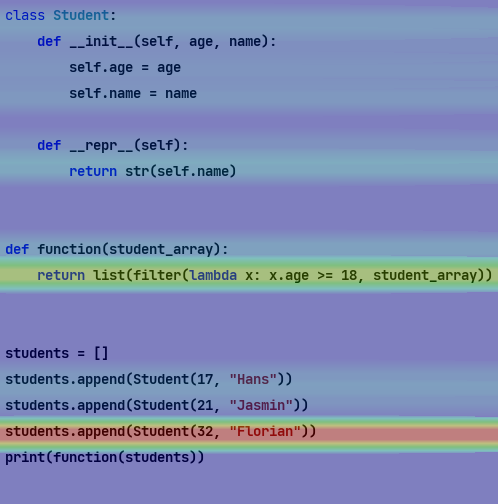 class Student:
    def __init__(self, age, name):
        self.age = age
        self.name = name
    def __repr__(self):
        return str(self.name)
def function(student_array):
    return list(filter(lambda x: x.age >= 18, student_array))
students = []
students.append(Student(17, "Hans"))
students.append(Student(21, "Jasmin"))
students.append(Student(32, "Florian"))
print(function(students))